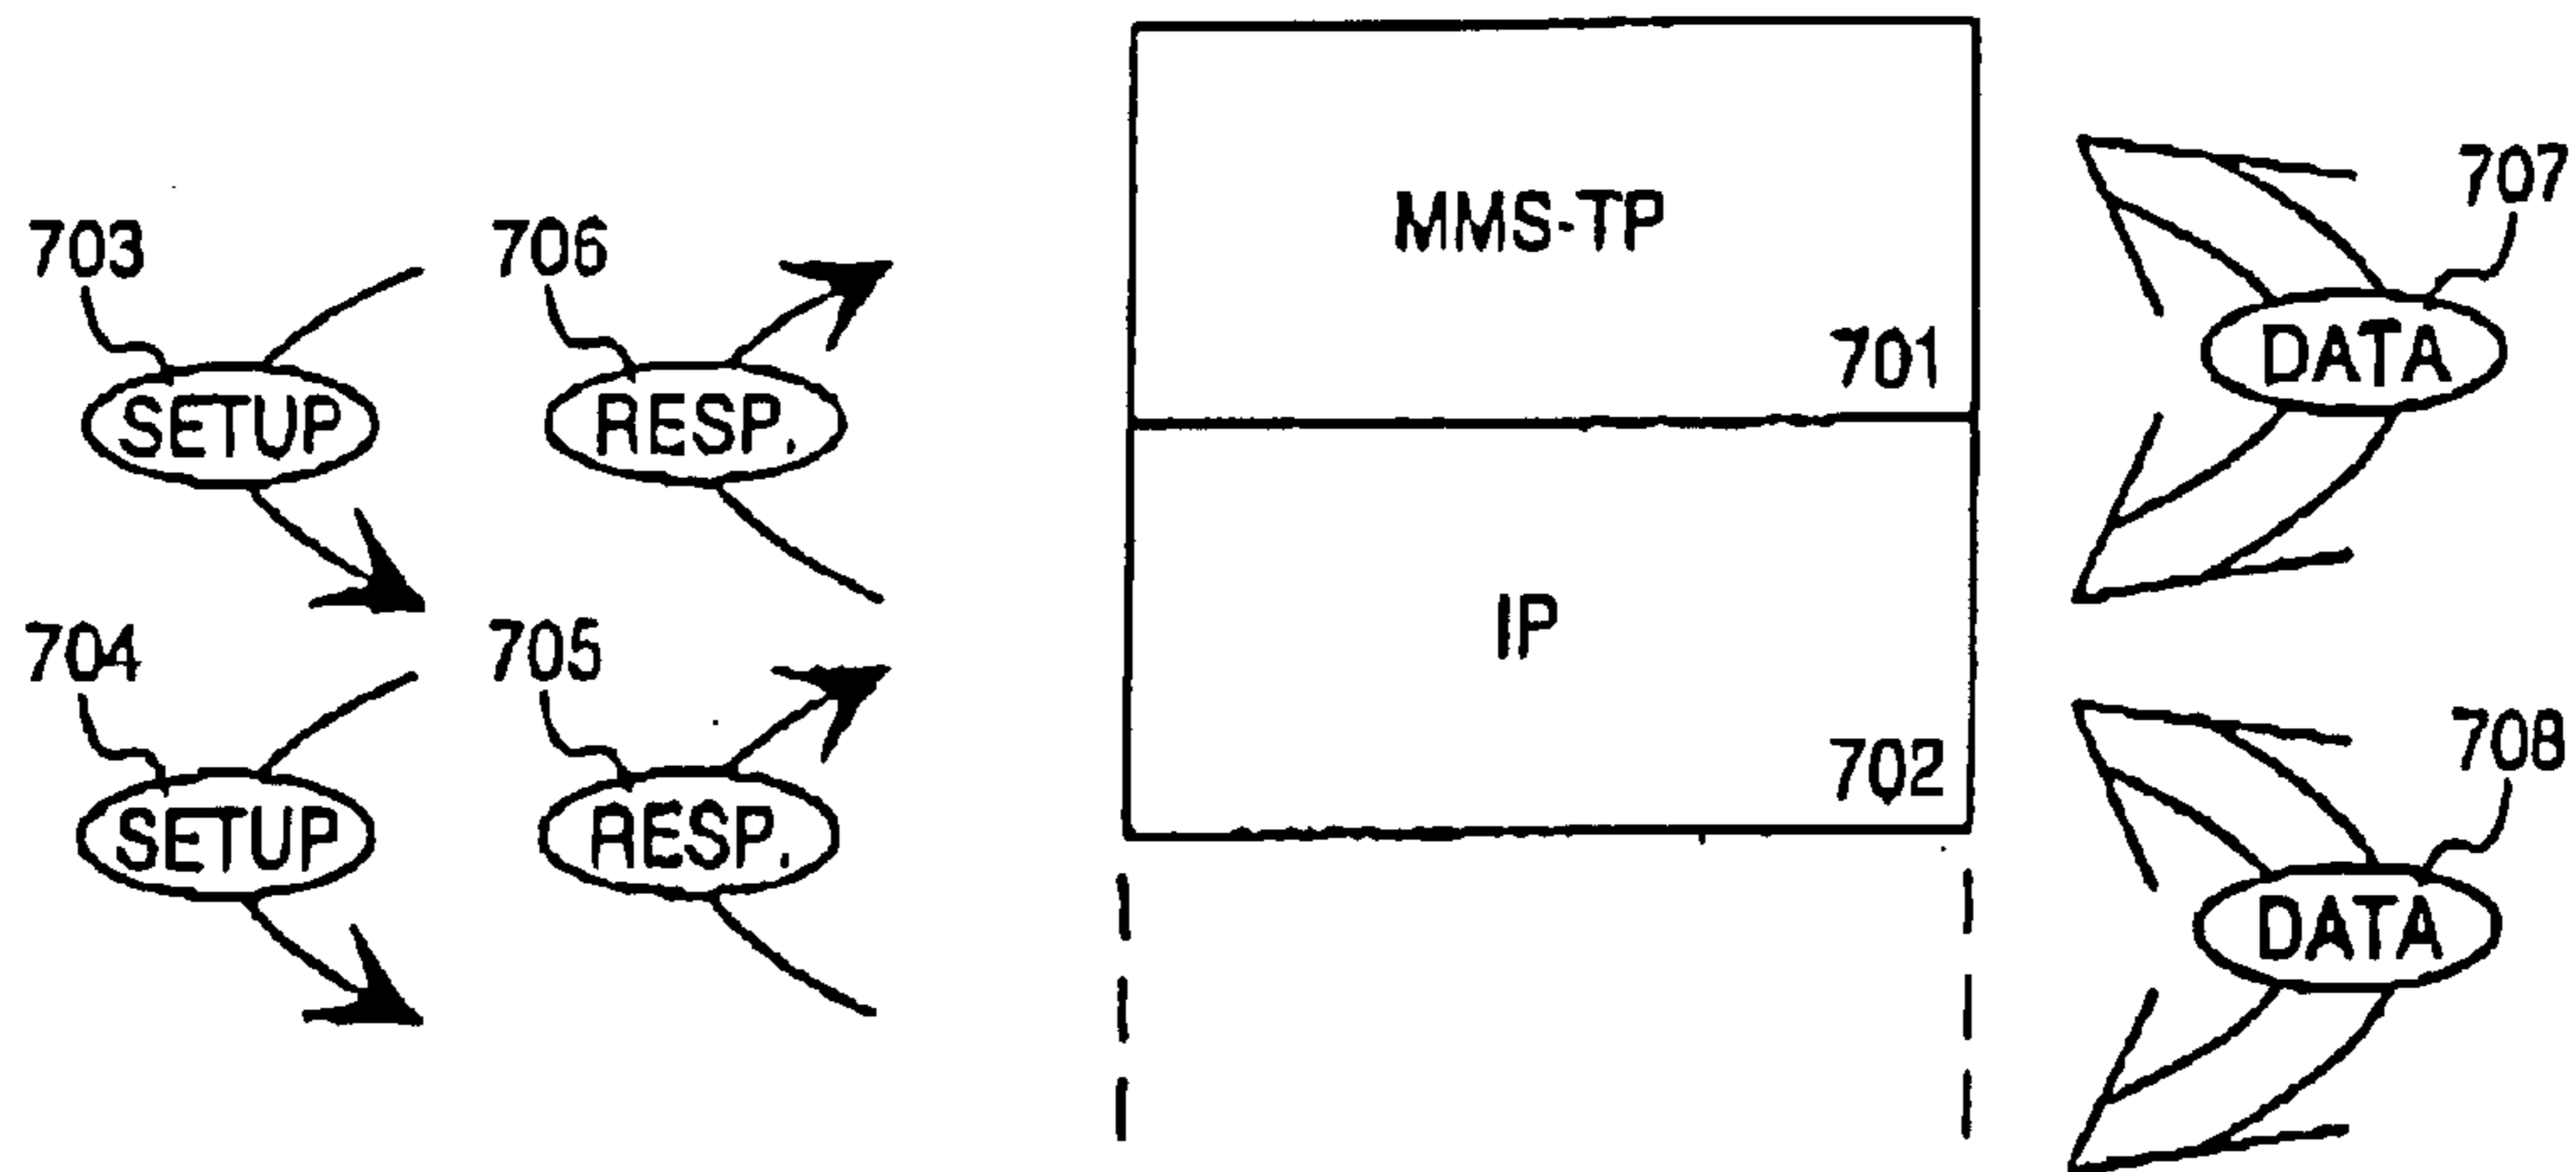 703
706
SETUP
RESP.
MMS-TP
701
707
DATA
704
705
SETUP
RESP.
IP
702
708
DATA